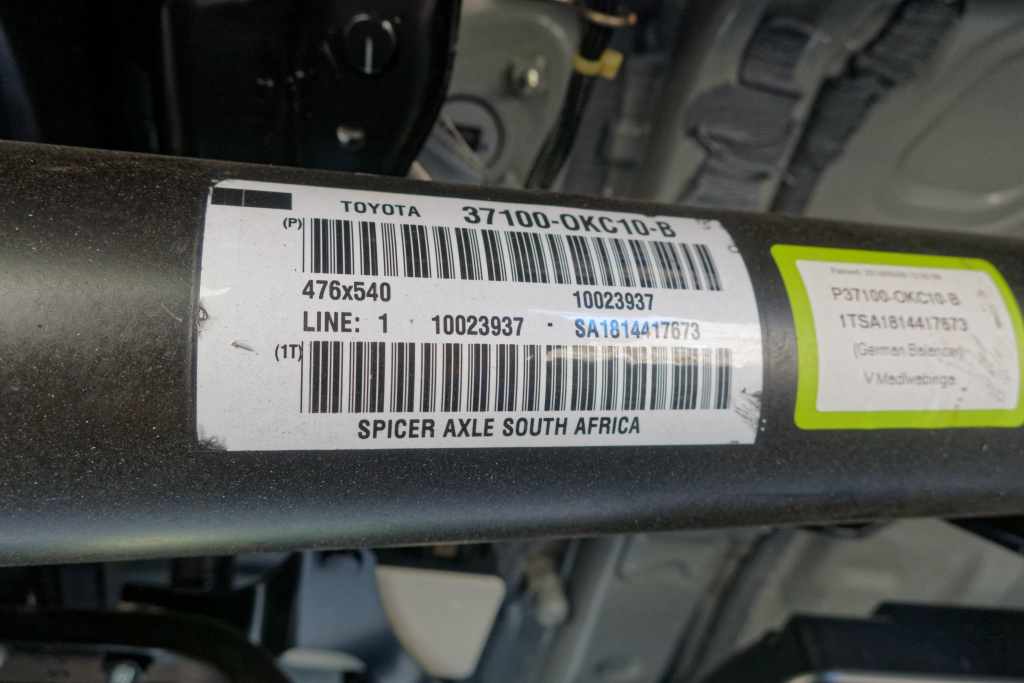 TOYOTA 37100-OKC10-B
(P)
476x540 10023937
LINE: 1 10023937 - SA1814417673
(1T)
SPICER AXLE SOUTH AFRICA
P37100-OKC10-B
1TSA1814417673
(German Balancer)
V Madlwabinga